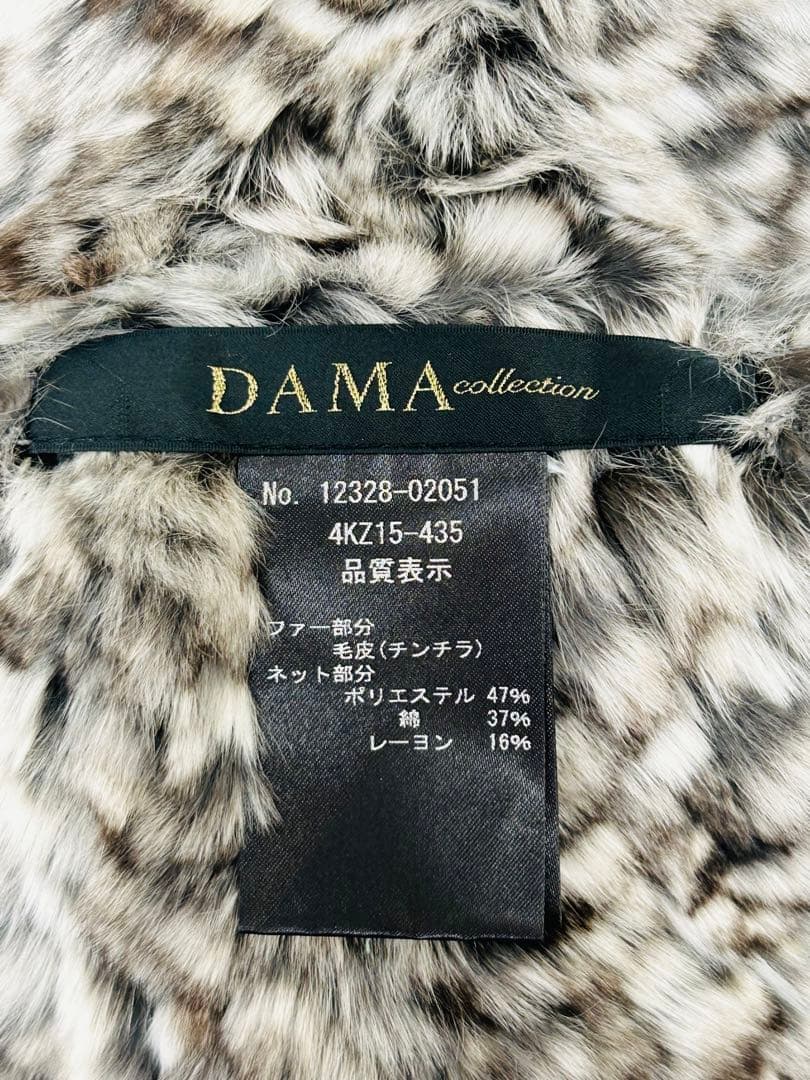 DAMA collection
No. 12328-02051
4KZ15-435
品質表示
ファー部分
毛皮(チンチラ)
ネット部分
ポリエステル 47%
綿 37%
レーヨン 16%